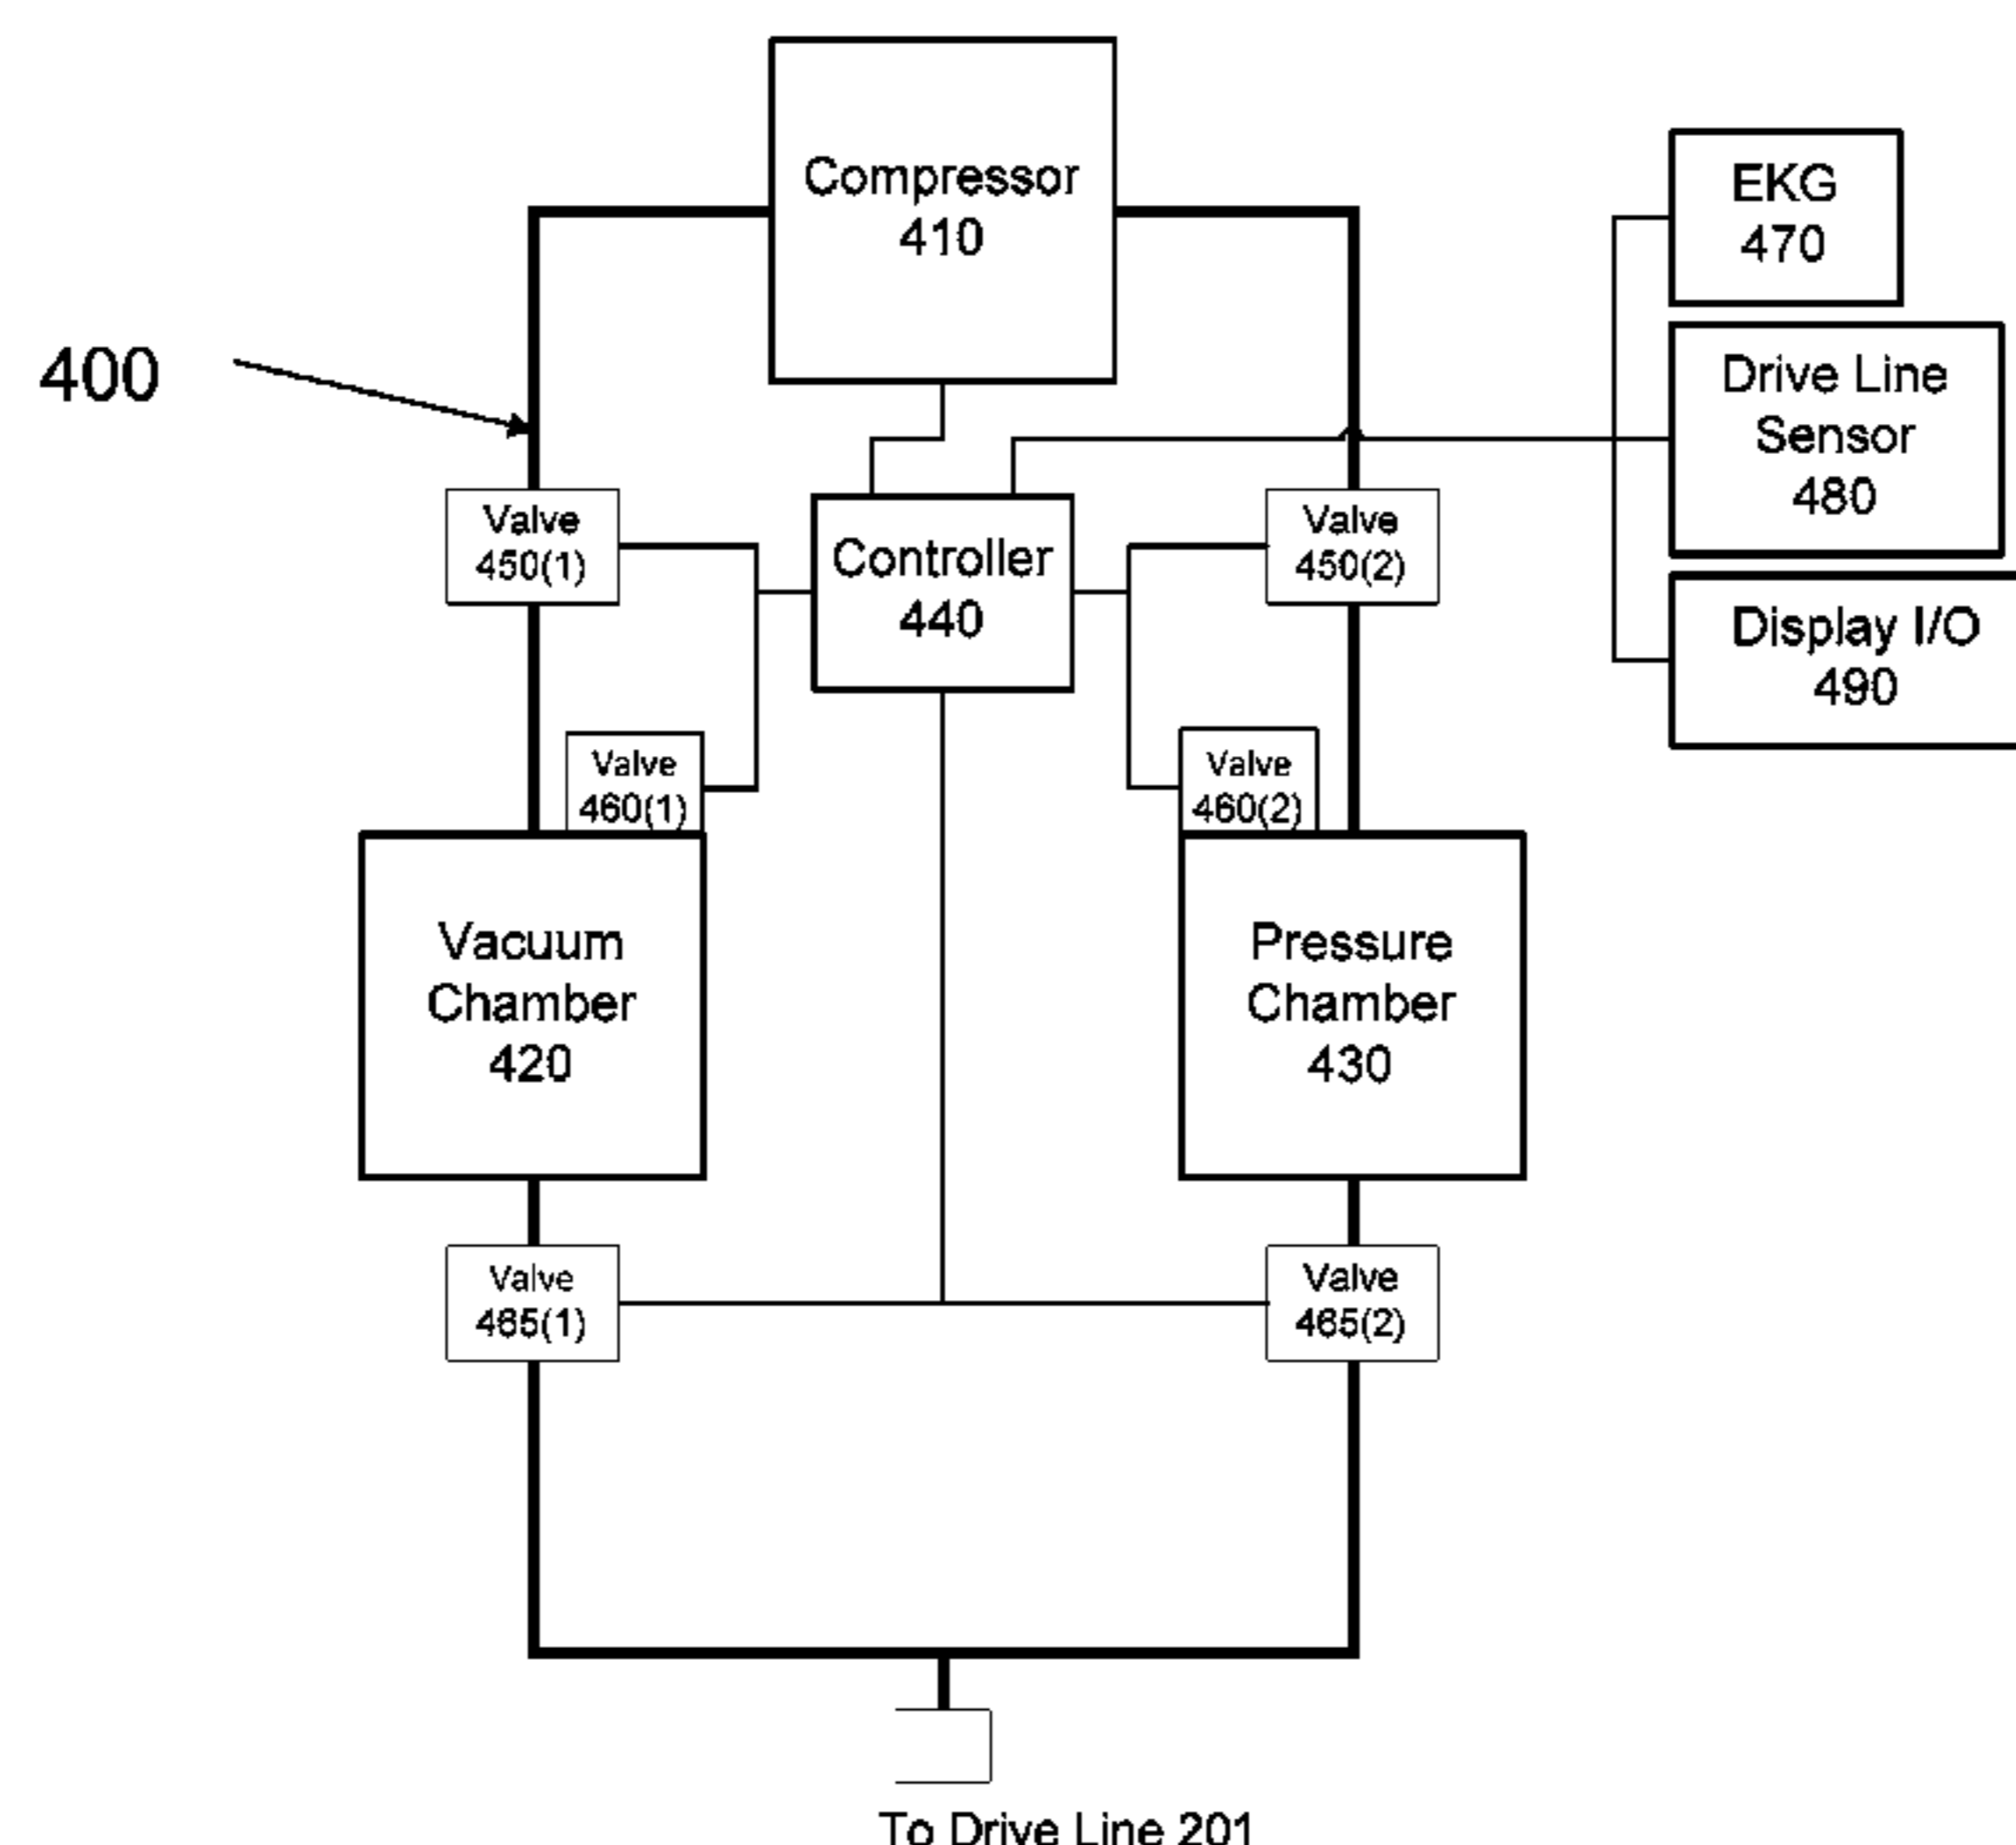 Compressor
410
EKG
470
400
Drive Line
Sensor
480
Valve
450(1)
Controller
440
Valve
450(2)
Display I/O
490
Valve
460(1)
Valve
460(2)
Vacuum
Chamber
420
Pressure
Chamber
430
Valve
465(1)
Valve
465(2)
To Drive Line 201